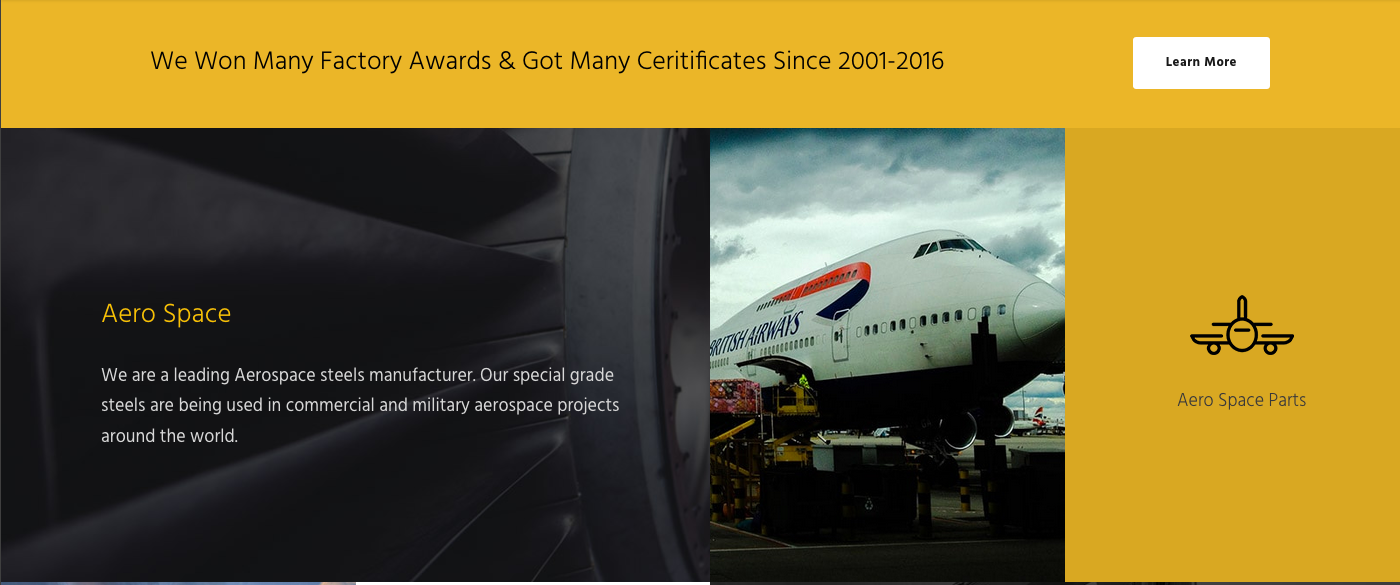 We Won Many Factory Awards & Got Many Ceritificates Since 2001-2016
Learn More
Aero Space
We are a leading Aerospace steels manufacturer. Our special grade
steels are being used in commercial and military aerospace projects
around the world.
BRITISH AIRWAYS
Aero Space Parts